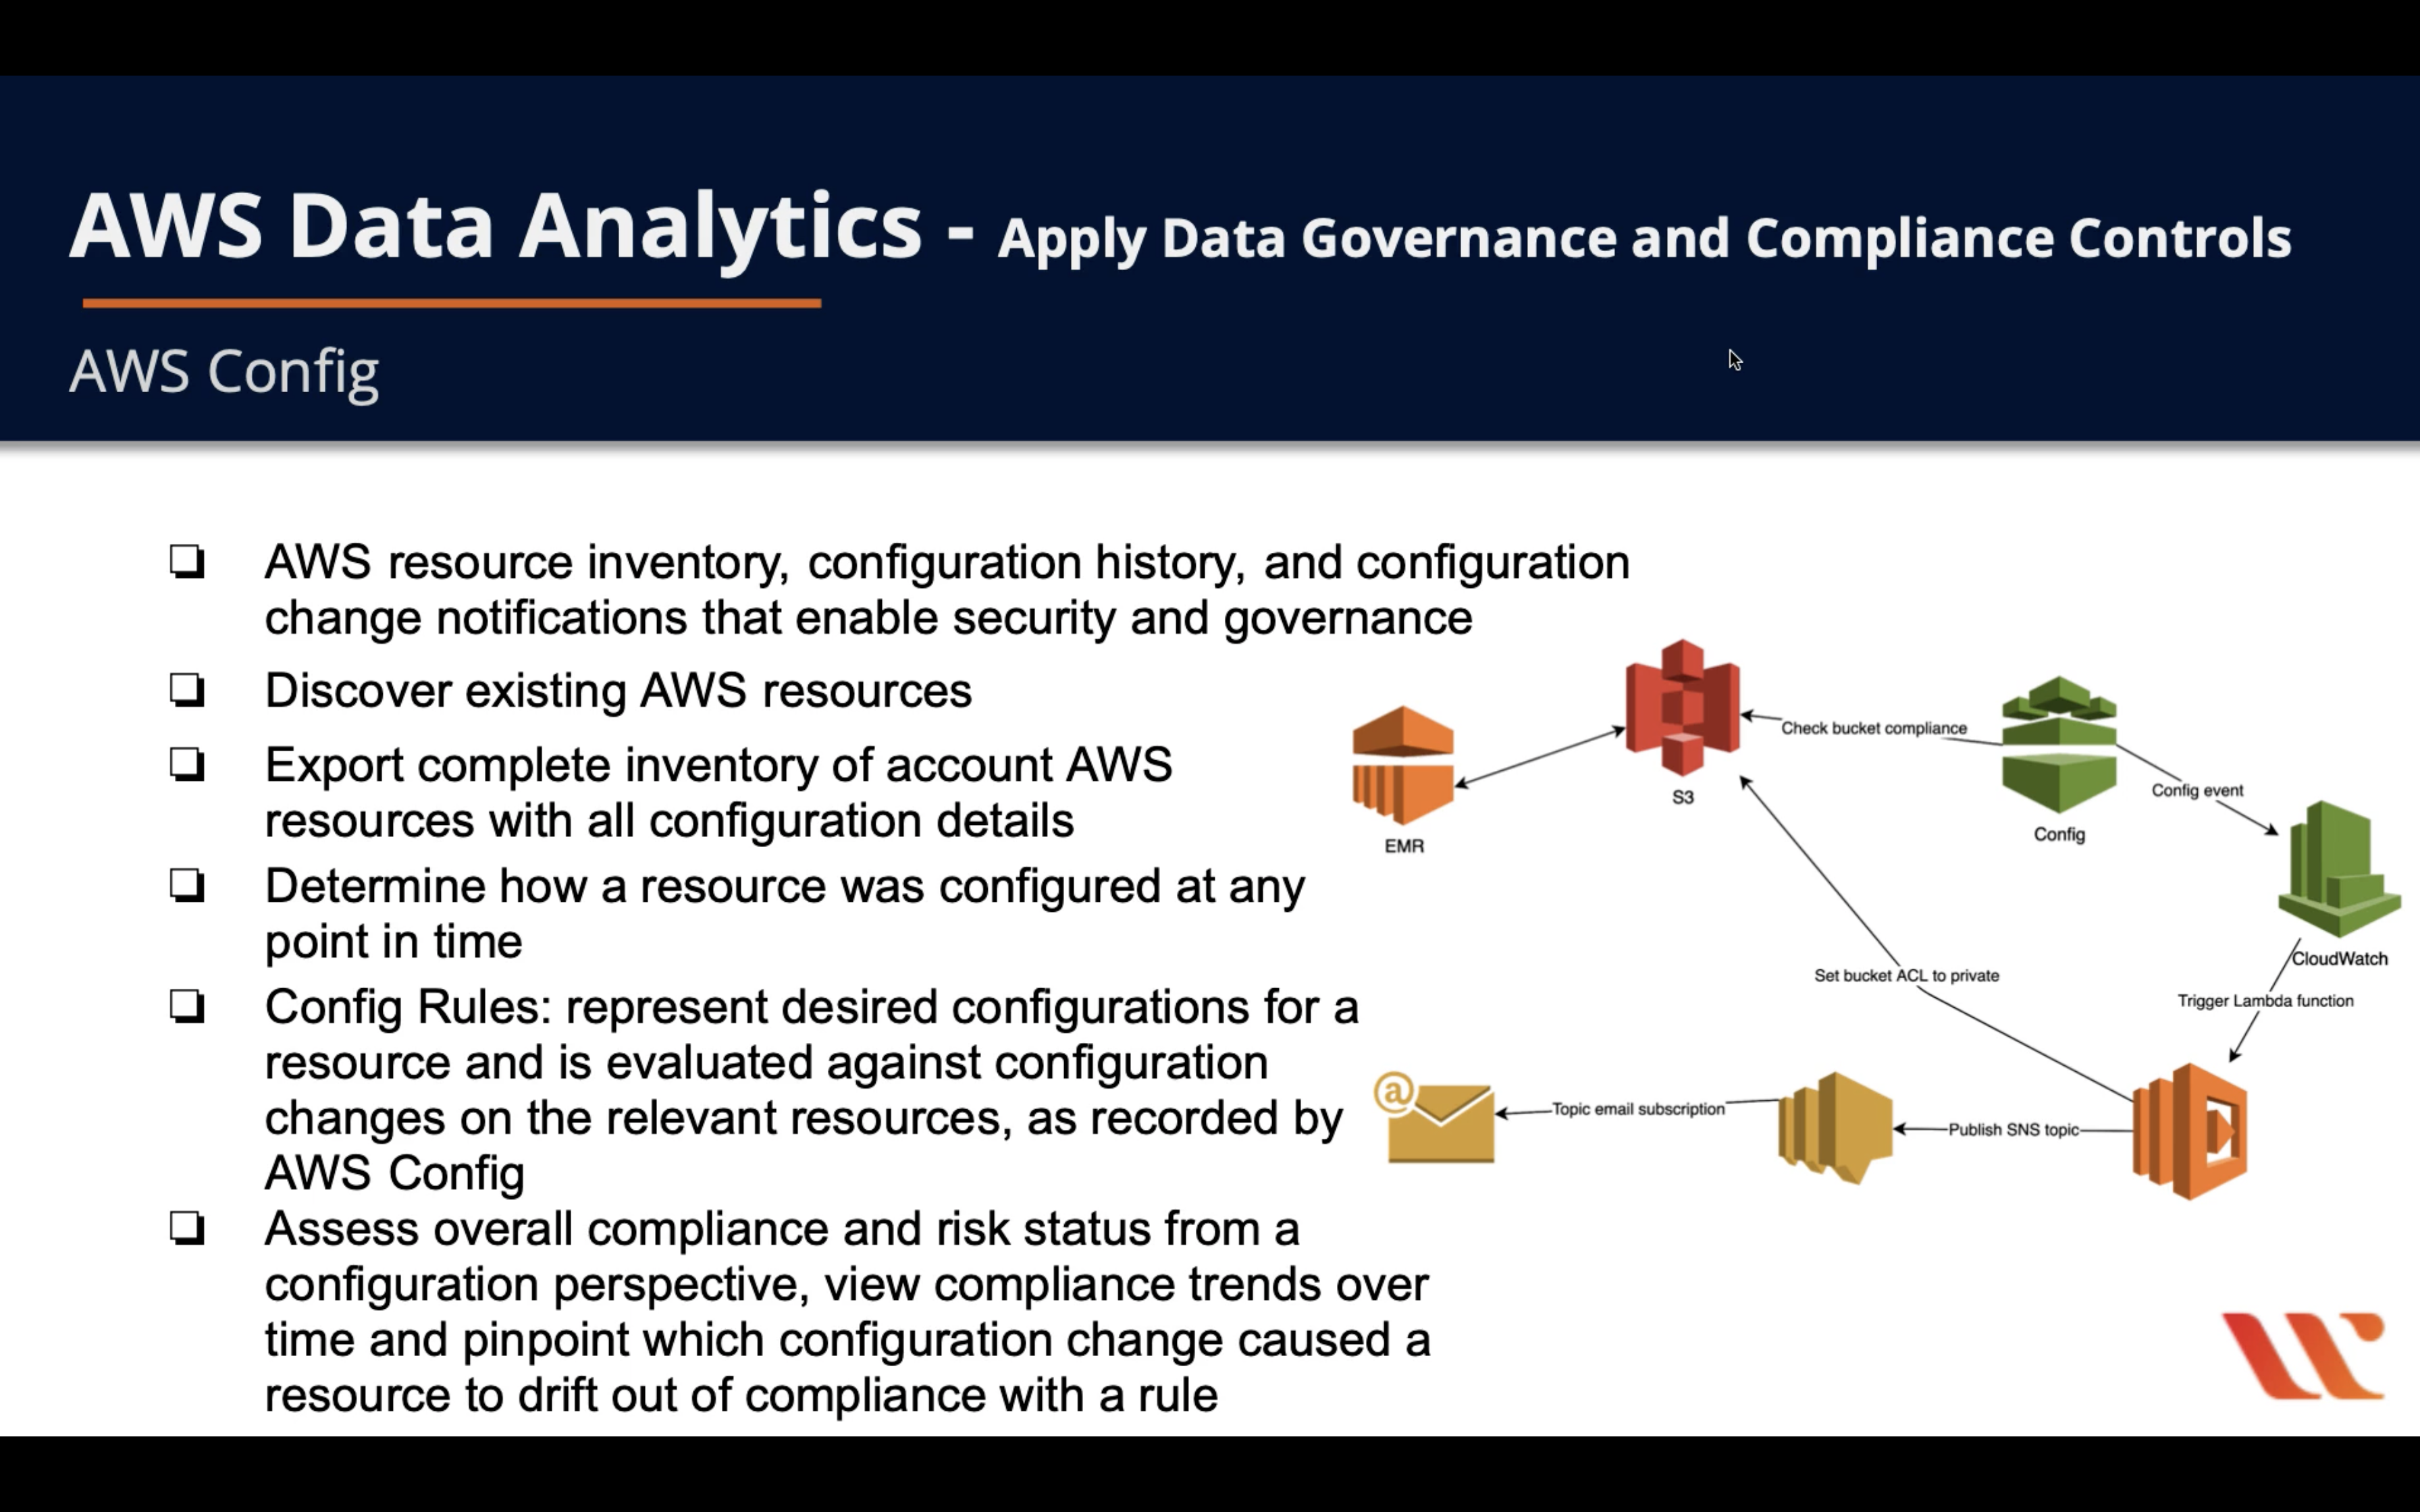 AWS Data Analytics - Apply Data Governance and Compliance Controls
AWS Config
AWS resource inventory, configuration history, and configuration
change notifications that enable security and governance
Discover existing AWS resources
Export complete inventory of account AWS
resources with all configuration details
Determine how a resource was configured at any
point in time
Config Rules: represent desired configurations for a
resource and is evaluated against configuration
changes on the relevant resources, as recorded by
AWS Config
Assess overall compliance and risk status from a
configuration perspective, view compliance trends over
time and pinpoint which configuration change caused a
resource to drift out of compliance with a rule
EMR
S3
Check bucket compliance
Config
Config event
CloudWatch
Trigger Lambda function
Set bucket ACL to private
Publish SNS topic
Topic email subscription
@